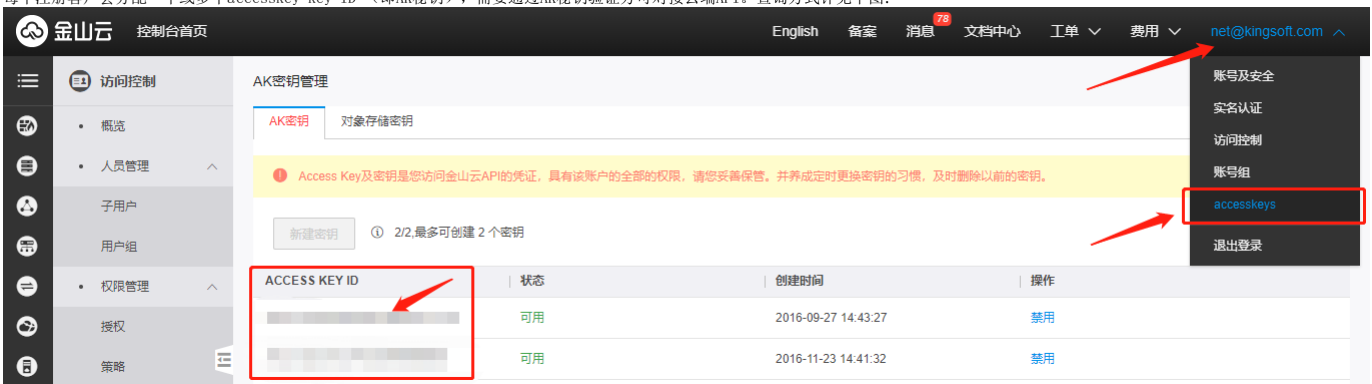 金山云 控制台首页 English 备案 消息 78 文档中心 工单 费用 net@kingsoft.com
账号及安全
实名认证
访问控制
账号组
accesskeys
退出登录
访问控制
概览
人员管理
子用户
用户组
权限管理
授权
策略
AK密钥管理
AK密钥 对象存储密钥
Access Key及密钥是您访问金山云API的凭证，具有该账户的全部的权限，请您妥善保管。并养成定时更换密钥的习惯，及时删除以前的密钥。
新建密钥 2/2,最多可创建 2 个密钥
ACCESS KEY ID 状态 创建时间 操作
可用 2016-09-27 14:43:27 禁用
可用 2016-11-23 14:41:32 禁用